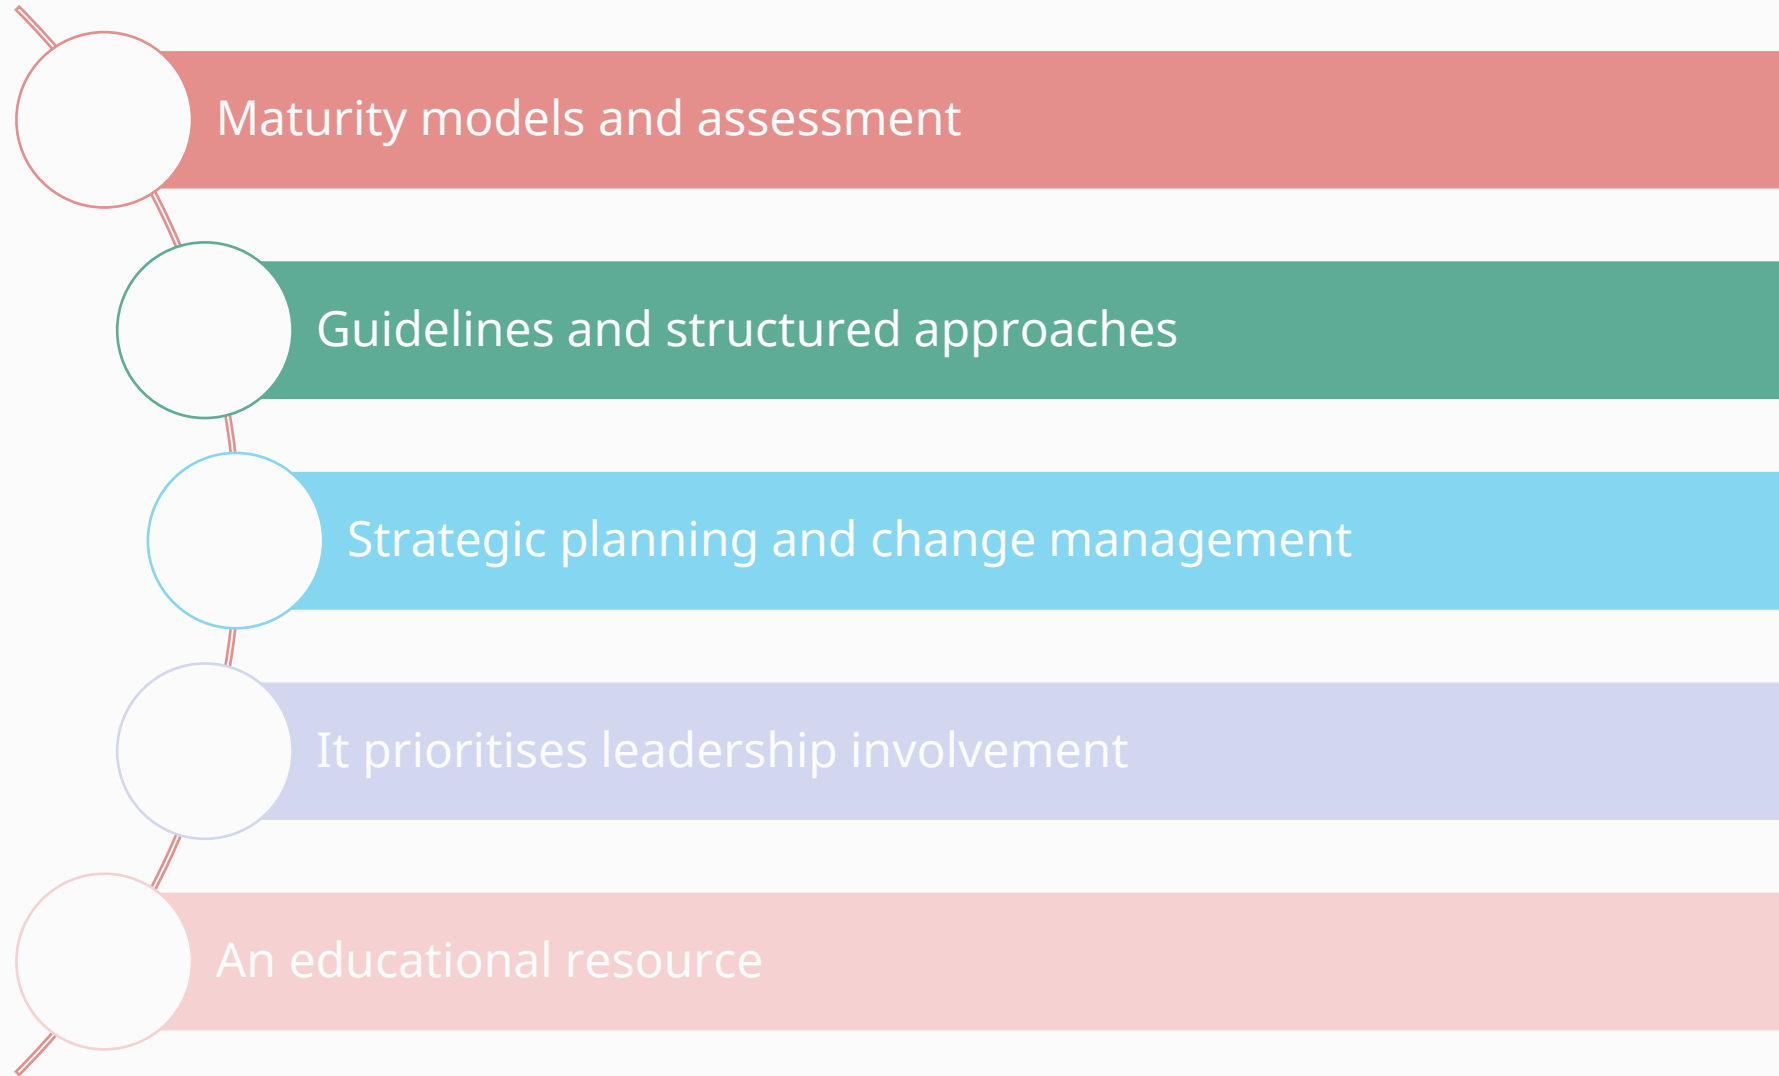 Maturity models and assessment
Guidelines and structured approaches
Strategic planning and change management
It prioritises leadership involvement
An educational resource